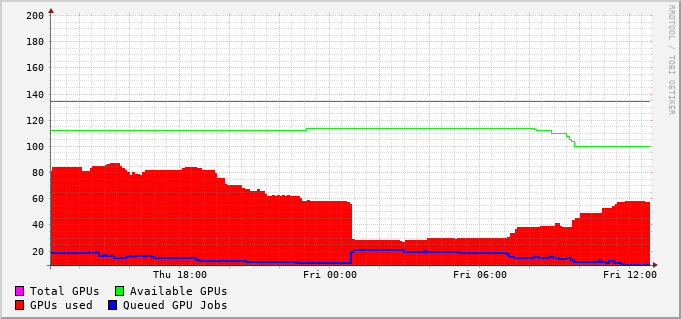 200
180
160
140
120
100
80
60
40
20
Thu 18:00 Fri 00:00 Fri 06:00 Fri 12:00
Total GPUs Available GPUs
GPUs used Queued GPU Jobs
RRDTOOL / TOBI OETIKER